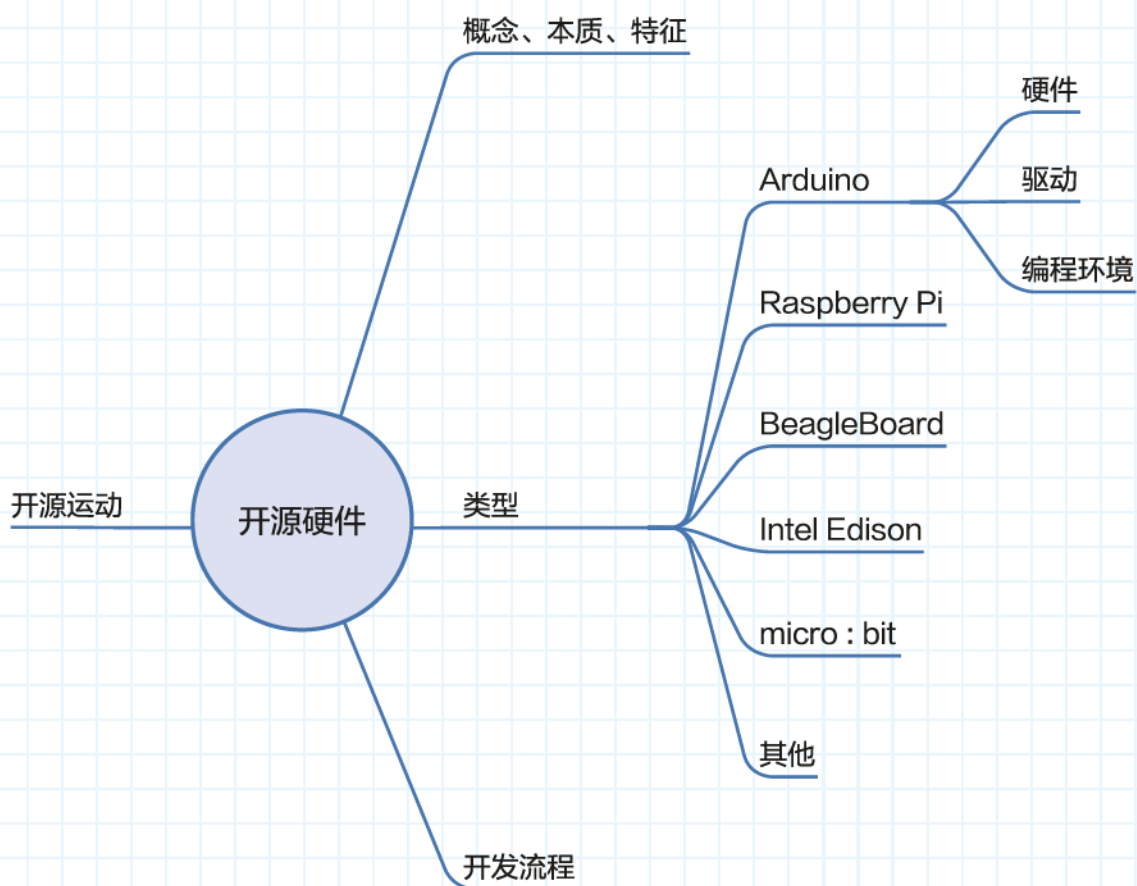 概念、本质、特征
硬件
Arduino
驱动
编程环境
Raspberry Pi
BeagleBoard
开源运动
开源硬件
类型
Intel Edison
micro : bit
其他
开发流程